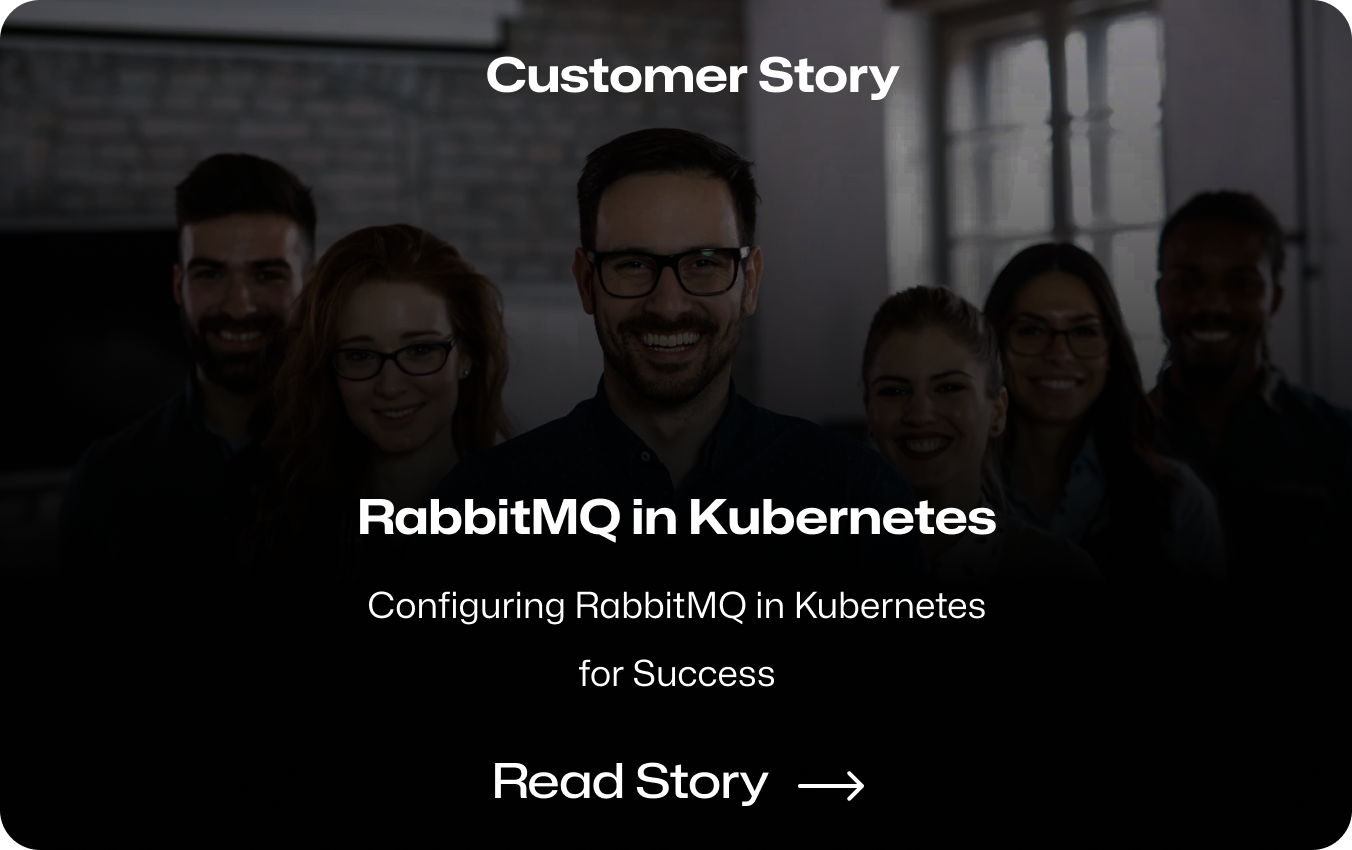 Customer Story
RabbitMQ in Kubernetes
Configuring RabbitMQ in Kubernetes
for Success
Read Story